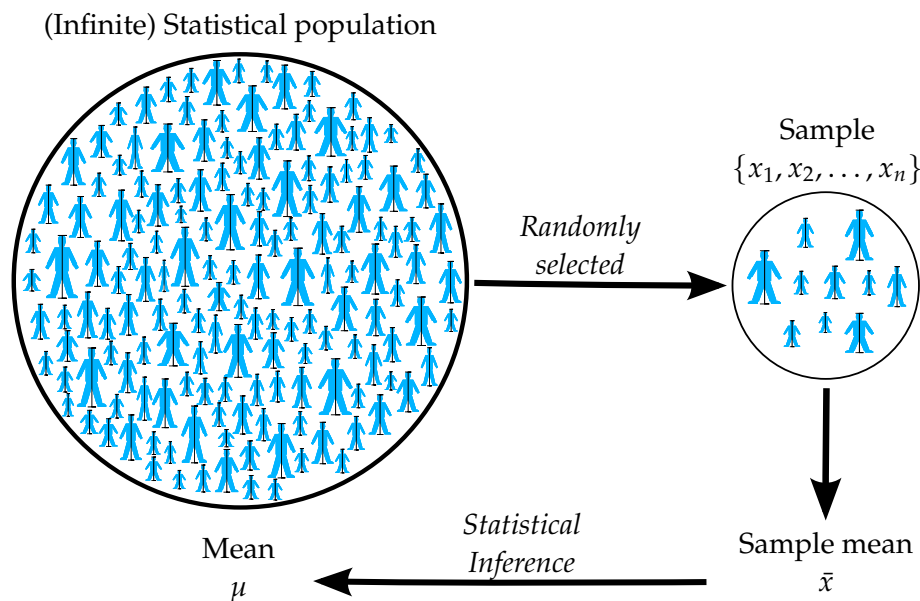 (Infinite) Statistical population
Sample
{x₁, x₂, . . . , xₙ}
Randomly
selected
Statistical
Inference
Mean
μ
Sample mean
x̄